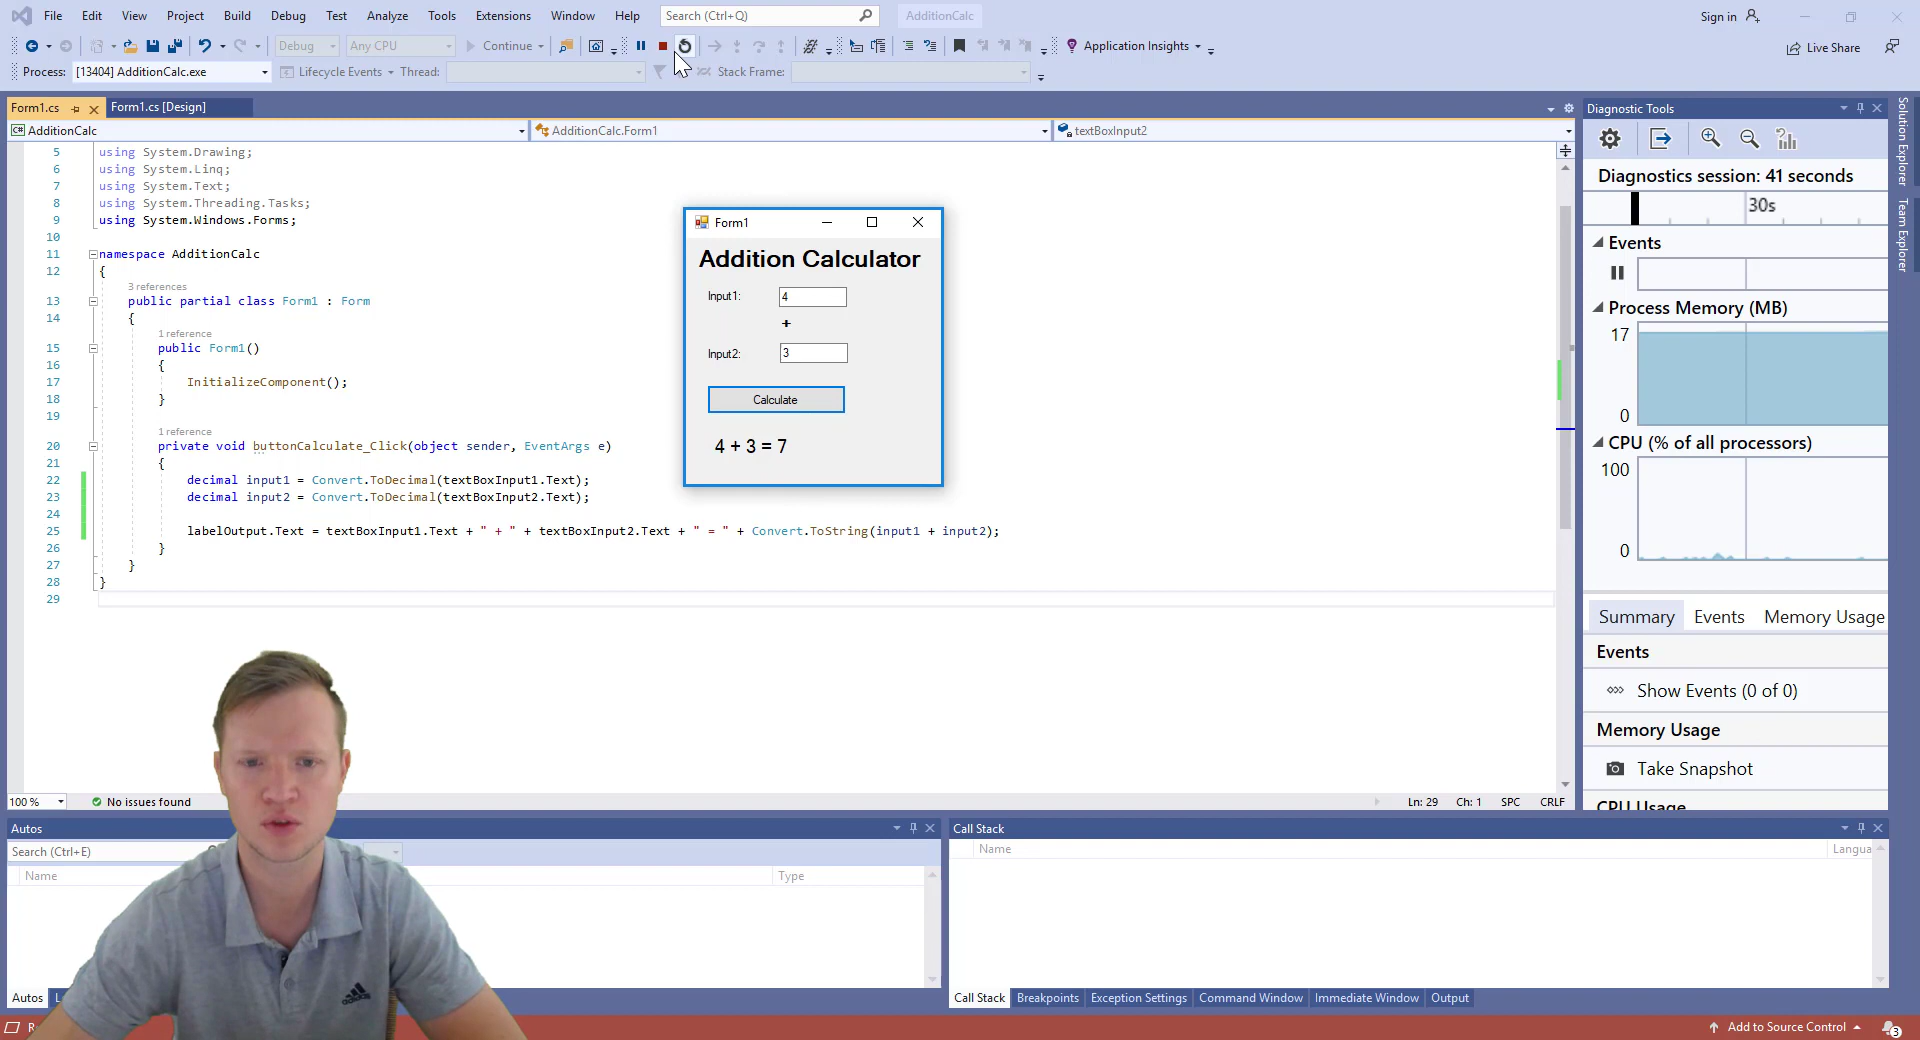 File Edit View Project Build Debug Test Analyze Tools Extensions Window Help Search (Ctrl+Q) AdditionCalc Sign in
Debug Any CPU Continue Application Insights Live Share
Process: [13404] AdditionCalc.exe Lifecycle Events Thread: Stack Frame:
Form1.cs Form1.cs [Design]
C# AdditionCalc AdditionCalc.Form1 textBoxInput2
5 using System.Drawing;
6 using System.Linq;
7 using System.Text;
8 using System.Threading.Tasks;
9 using System.Windows.Forms;
10
11 namespace AdditionCalc
12 {
3 references
13 public partial class Form1 : Form
14 {
1 reference
15 public Form1()
16 {
17 InitializeComponent();
18 }
19
1 reference
20 private void buttonCalculate_Click(object sender, EventArgs e)
21 {
22 decimal input1 = Convert.ToDecimal(textBoxInput1.Text);
23 decimal input2 = Convert.ToDecimal(textBoxInput2.Text);
24
25 labelOutput.Text = textBoxInput1.Text + " + " + textBoxInput2.Text + " = " + Convert.ToString(input1 + input2);
26 }
27 }
28 }
29
Form1
Addition Calculator
Input1: 4
+
Input2: 3
Calculate
4 + 3 = 7
Diagnostic Tools
Diagnostics session: 41 seconds
30s
Events
Process Memory (MB)
17
0
CPU (% of all processors)
100
0
Summary Events Memory Usage
Events
Show Events (0 of 0)
Memory Usage
Take Snapshot
CPU Usage
Solution Explorer
Team Explorer
100 % No issues found Ln: 29 Ch: 1 SPC CRLF
Autos
Search (Ctrl+E)
Name Type
Autos L
Call Stack
Name Langua
Call Stack Breakpoints Exception Settings Command Window Immediate Window Output
R
Add to Source Control 3
adidas